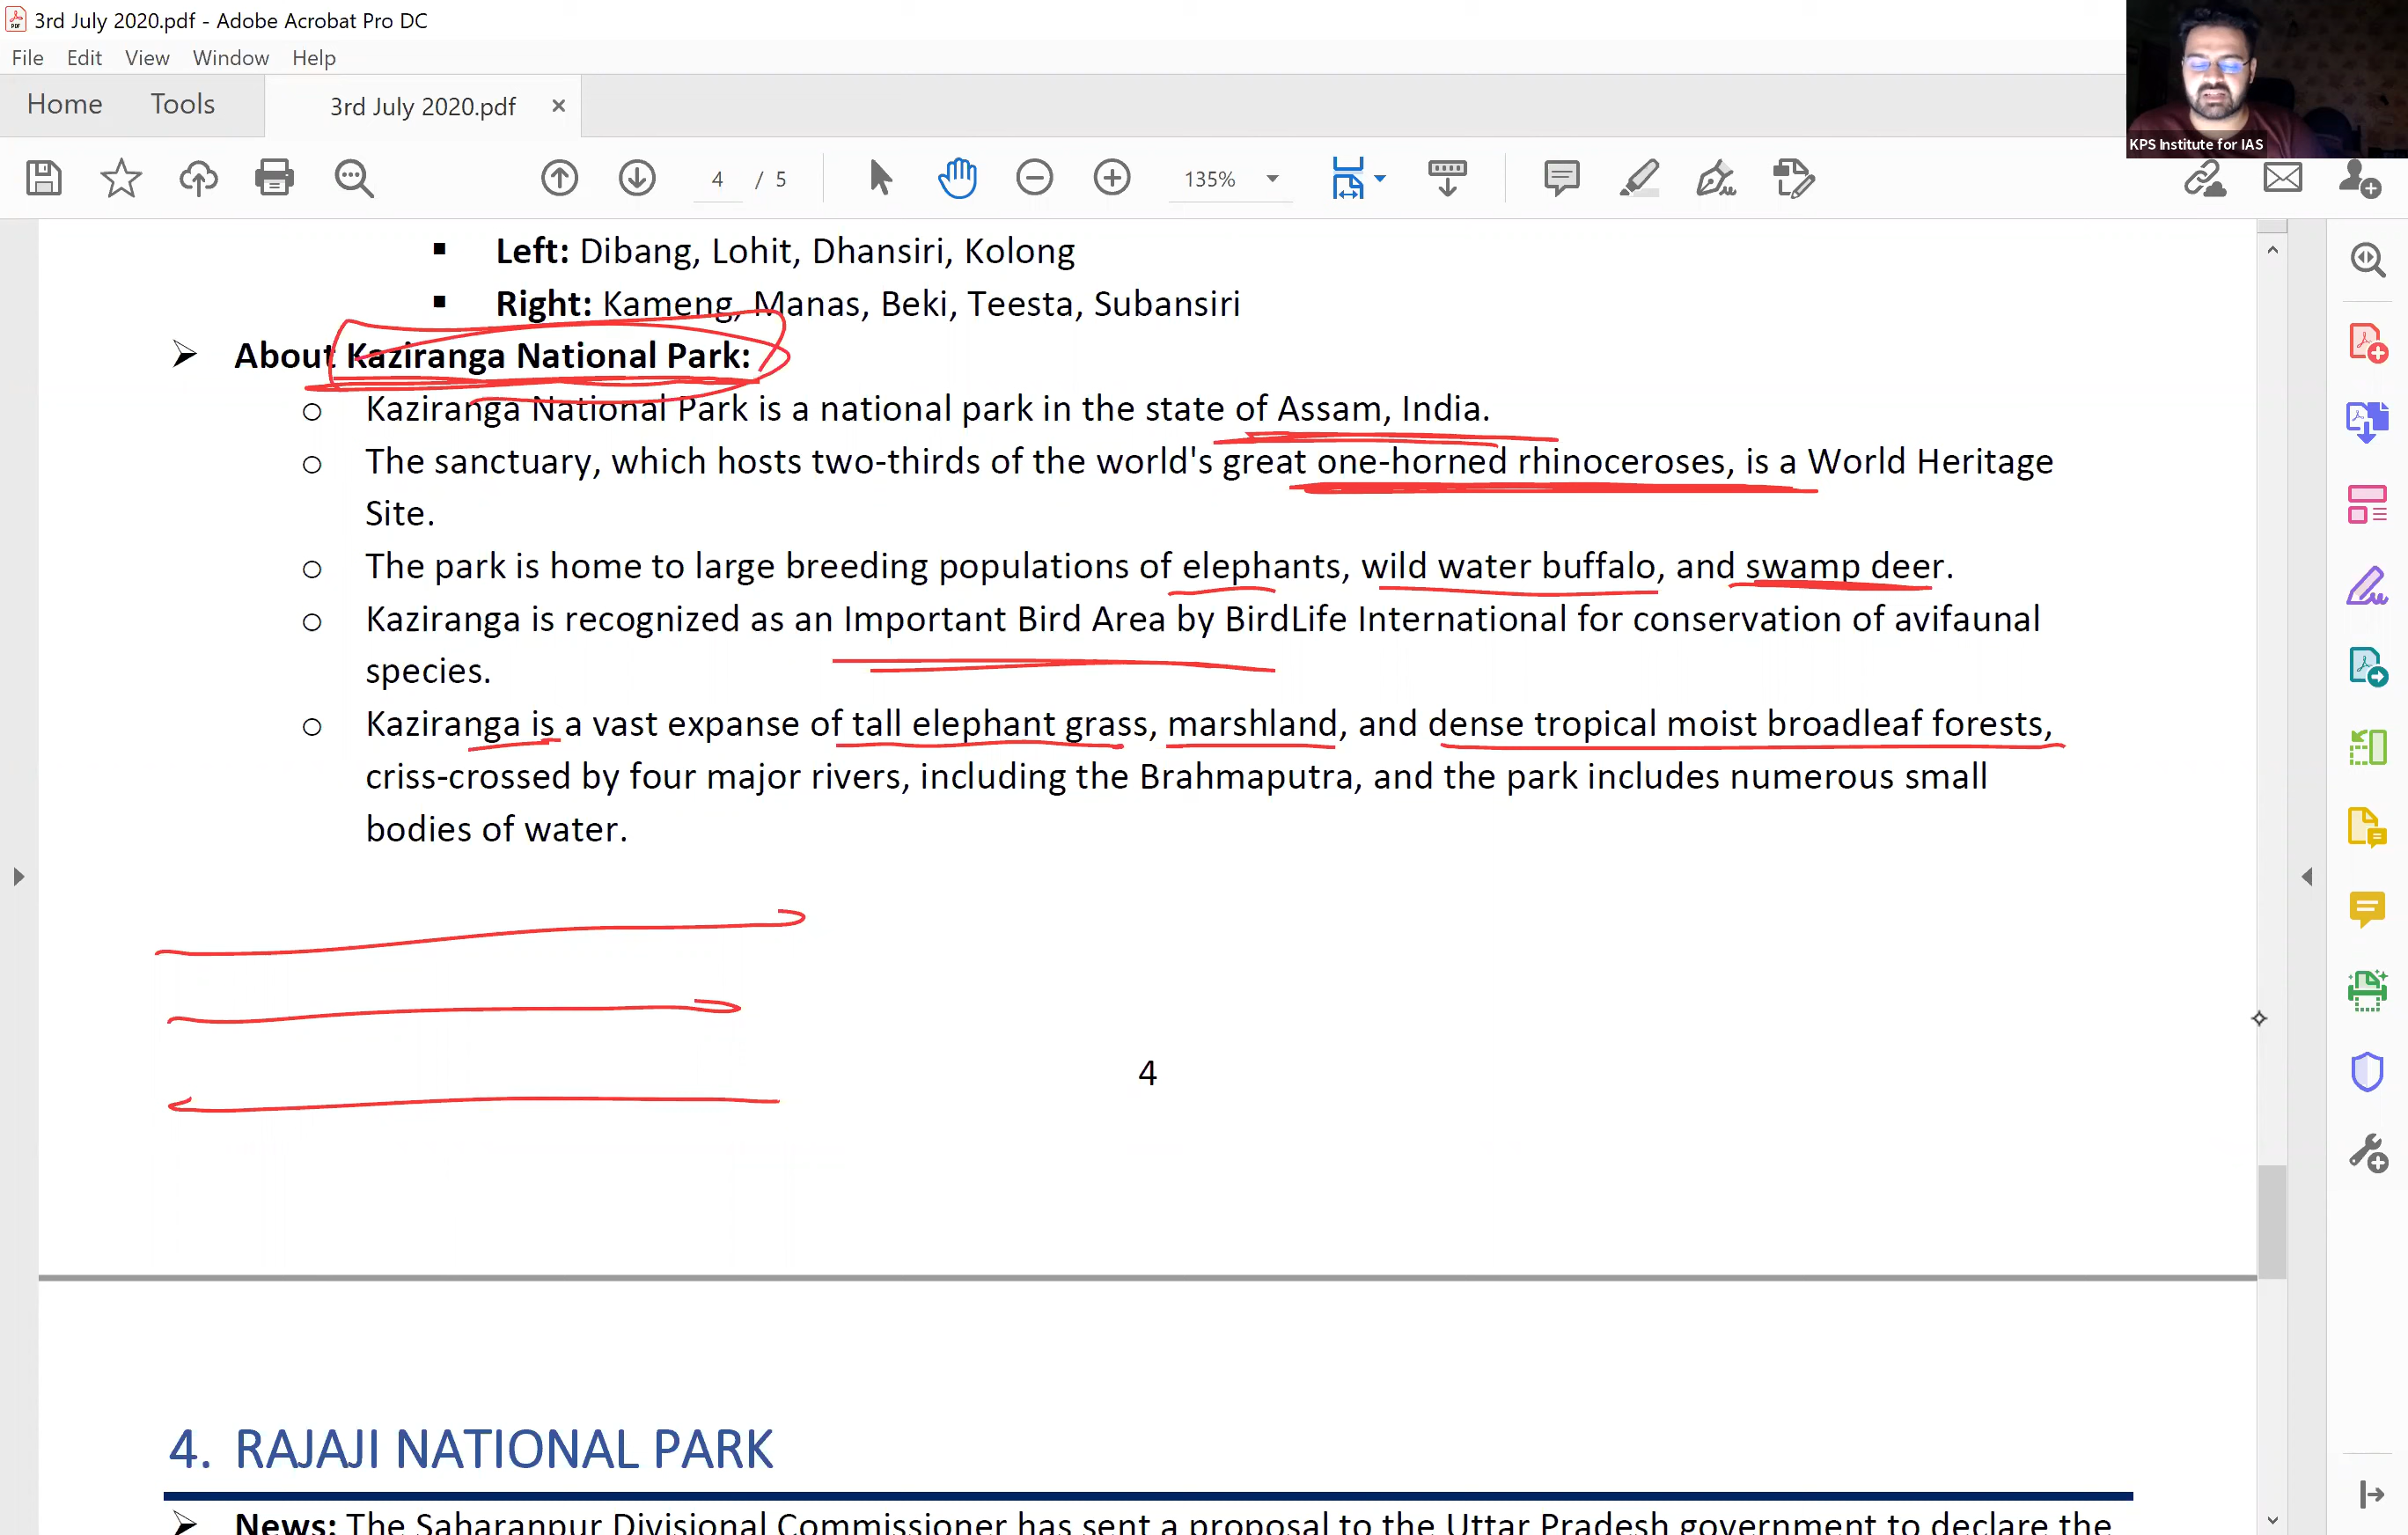 3rd July 2020.pdf - Adobe Acrobat Pro DC
File Edit View Window Help
KPS Institute for IAS
Home Tools 3rd July 2020.pdf ×
4 / 5 135%
▪ Left: Dibang, Lohit, Dhansiri, Kolong
▪ Right: Kameng, Manas, Beki, Teesta, Subansiri
➢ About Kaziranga National Park:
o Kaziranga National Park is a national park in the state of Assam, India.
o The sanctuary, which hosts two-thirds of the world's great one-horned rhinoceroses, is a World Heritage
Site.
o The park is home to large breeding populations of elephants, wild water buffalo, and swamp deer.
o Kaziranga is recognized as an Important Bird Area by BirdLife International for conservation of avifaunal
species.
o Kaziranga is a vast expanse of tall elephant grass, marshland, and dense tropical moist broadleaf forests,
criss-crossed by four major rivers, including the Brahmaputra, and the park includes numerous small
bodies of water.
4
4. RAJAJI NATIONAL PARK
➢ News: The Saharanpur Divisional Commissioner has sent a proposal to the Uttar Pradesh government to declare the